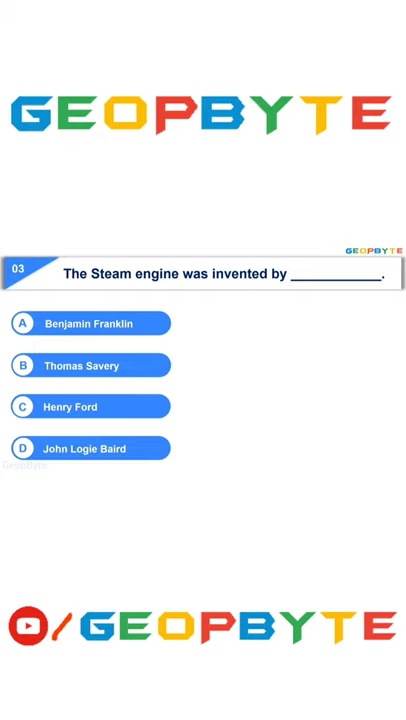 GEOPBYTE
GEOPBYTE
03
The Steam engine was invented by ____________.
A Benjamin Franklin
B Thomas Savery
C Henry Ford
D John Logie Baird
GeopByte
/GEOPBYTE